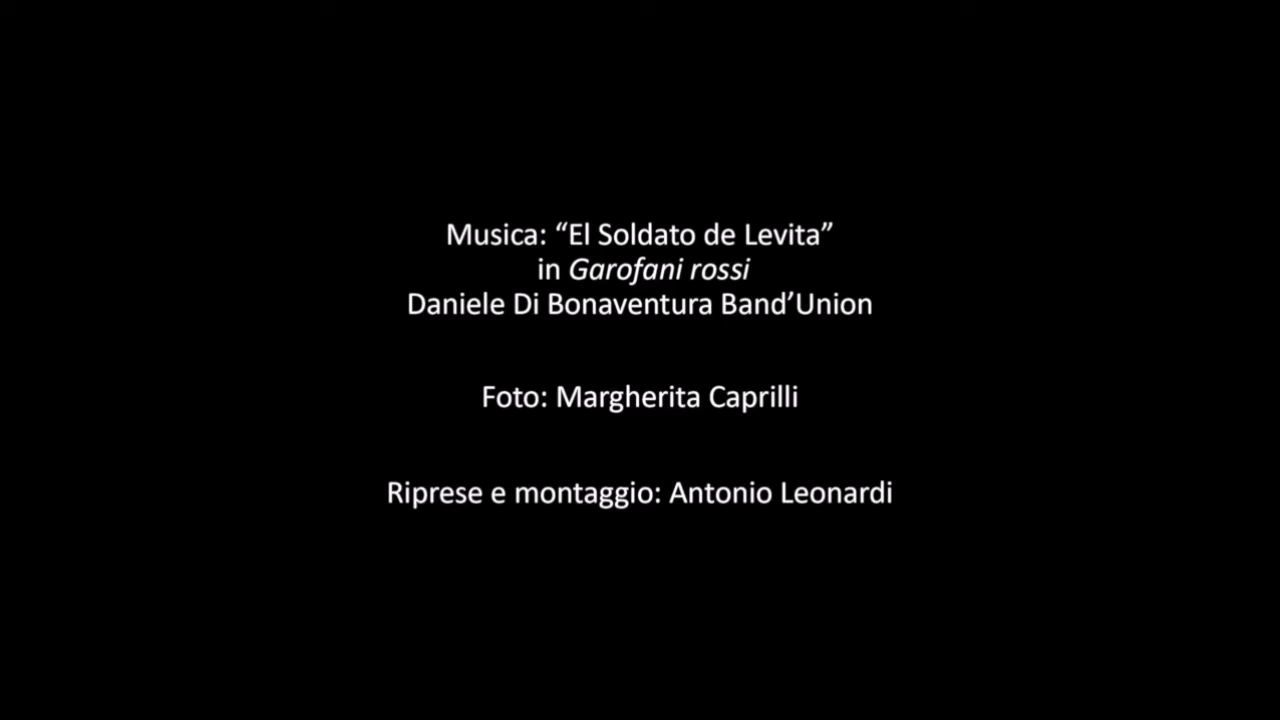 Musica: “El Soldato de Levita”
in Garofani rossi
Daniele Di Bonaventura Band’Union
Foto: Margherita Caprilli
Riprese e montaggio: Antonio Leonardi